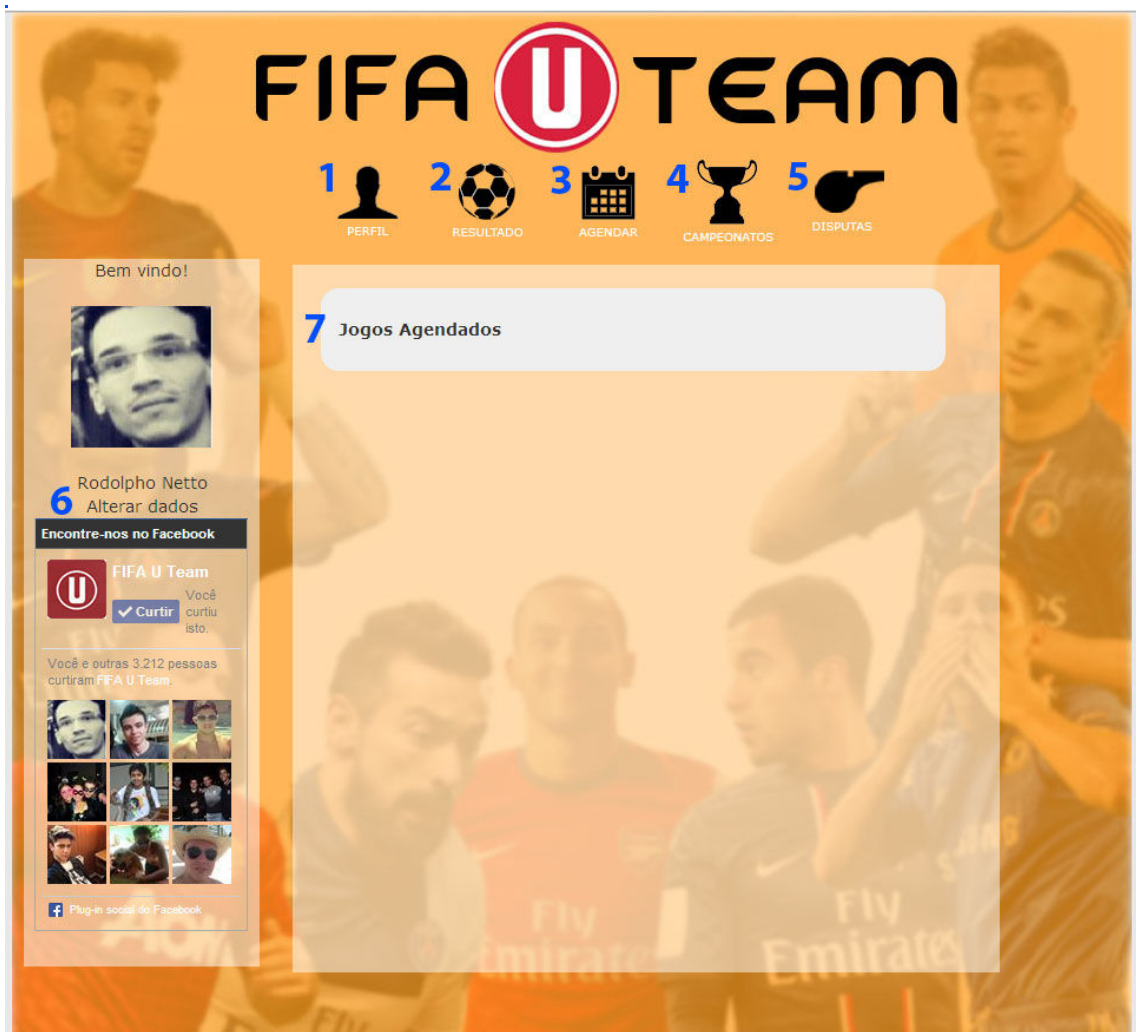 FIFA U TEAM
1 2 3 4 5
PERFIL RESULTADO AGENDAR CAMPEONATOS DISPUTAS
Bem vindo!
7 Jogos Agendados
Rodolpho Netto
6 Alterar dados
Encontre-nos no Facebook
U FIFA U Team
Curtir Você
curtiu
isto.
Você e outras 3.212 pessoas
curtiram FIFA U Team.
Plug-in social do Facebook
Fly
Emirates
Fly
Emirates